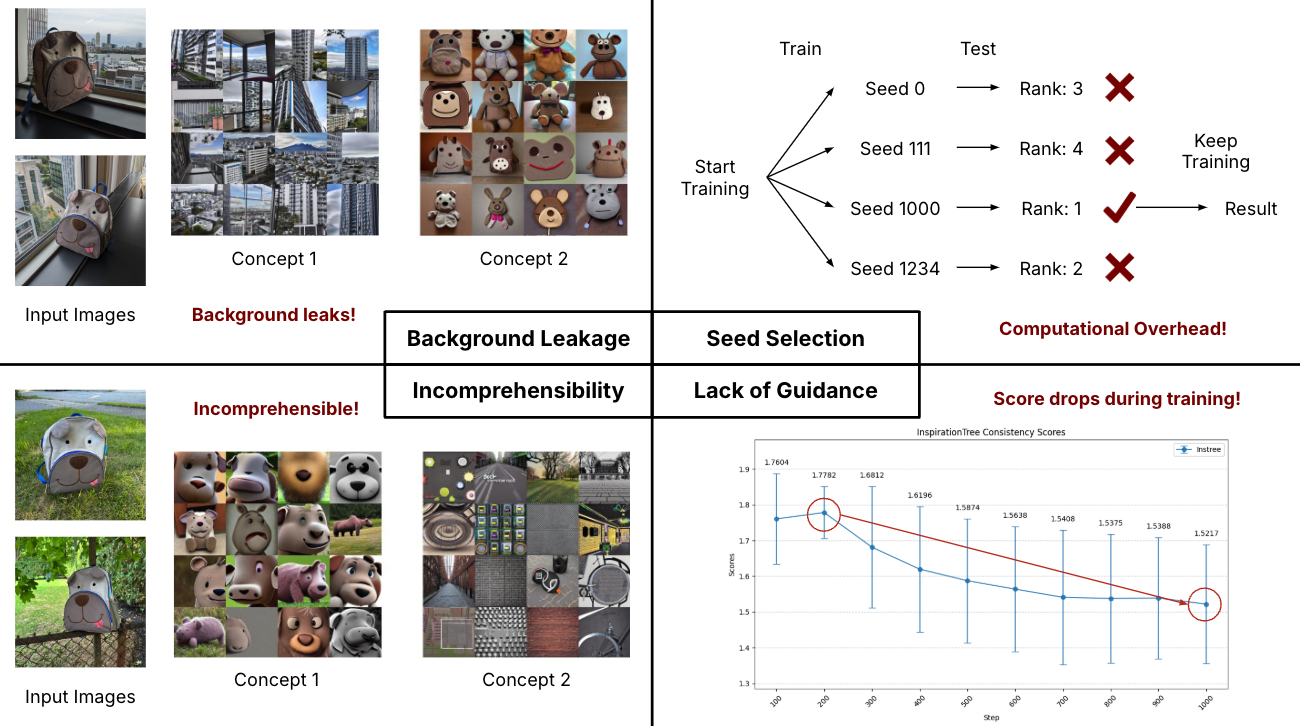 Input Images
Concept 1
Concept 2
Background leaks!
Background Leakage
Train
Test
Start
Training
Seed 0
Rank: 3
Seed 111
Rank: 4
Seed 1000
Rank: 1
Seed 1234
Rank: 2
Keep
Training
Result
Computational Overhead!
Seed Selection
Incomprehensibility
Incomprehensible!
Input Images
Concept 1
Concept 2
Lack of Guidance
Score drops during training!
InspirationTree Consistency Scores
Instree
1.7604
1.7782
1.6812
1.6196
1.5874
1.5638
1.5408
1.5375
1.5388
1.5217
Scores
1.9
1.8
1.7
1.6
1.5
1.4
1.3
100
200
300
400
500
600
700
800
900
1000
Step